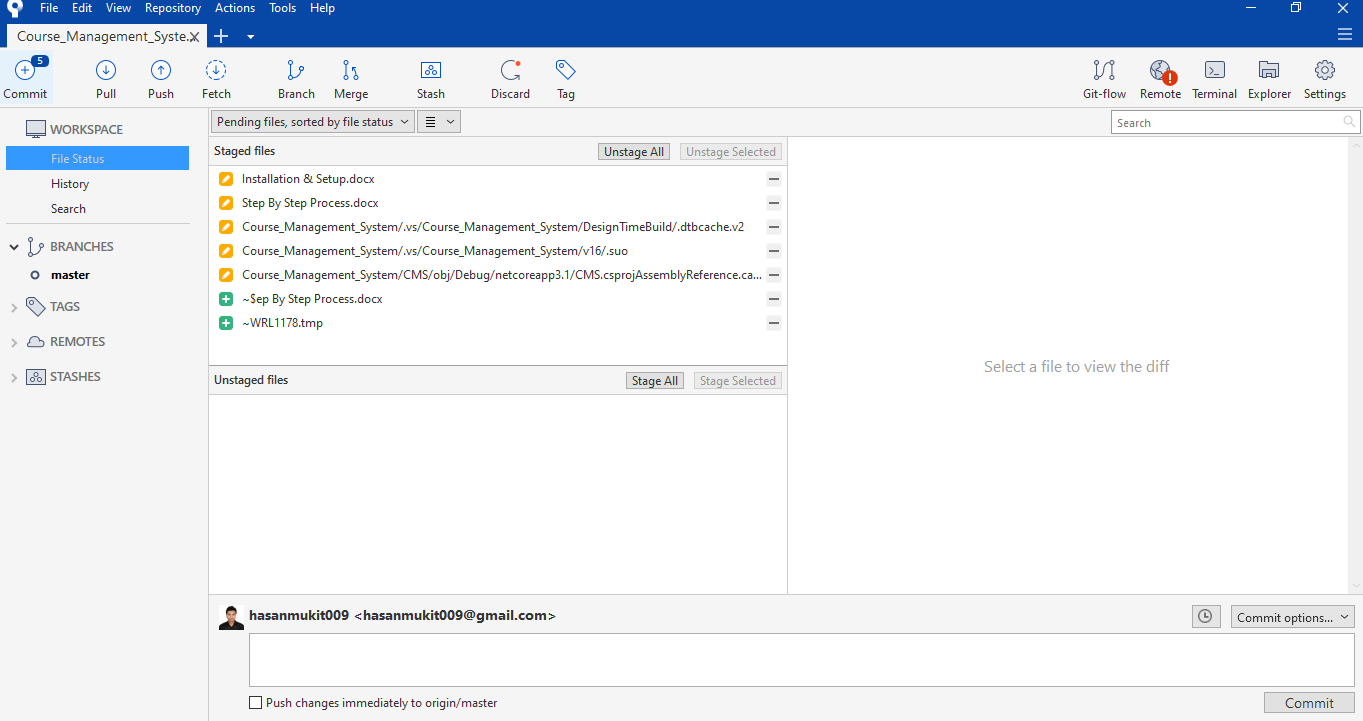 File Edit View Repository Actions Tools Help
Course_Management_Syste...
5
Commit Pull Push Fetch Branch Merge Stash Discard Tag Git-flow Remote Terminal Explorer Settings
WORKSPACE
File Status
History
Search
BRANCHES
master
TAGS
REMOTES
STASHES
Pending files, sorted by file status
Search
Staged files Unstage All Unstage Selected
Installation & Setup.docx
Step By Step Process.docx
Course_Management_System/.vs/Course_Management_System/DesignTimeBuild/.dtbcache.v2
Course_Management_System/.vs/Course_Management_System/v16/.suo
Course_Management_System/CMS/obj/Debug/netcoreapp3.1/CMS.csprojAssemblyReference.ca...
~$ep By Step Process.docx
~WRL1178.tmp
Unstaged files Stage All Stage Selected
Select a file to view the diff
hasanmukit009 <hasanmukit009@gmail.com>
Commit options...
Push changes immediately to origin/master
Commit